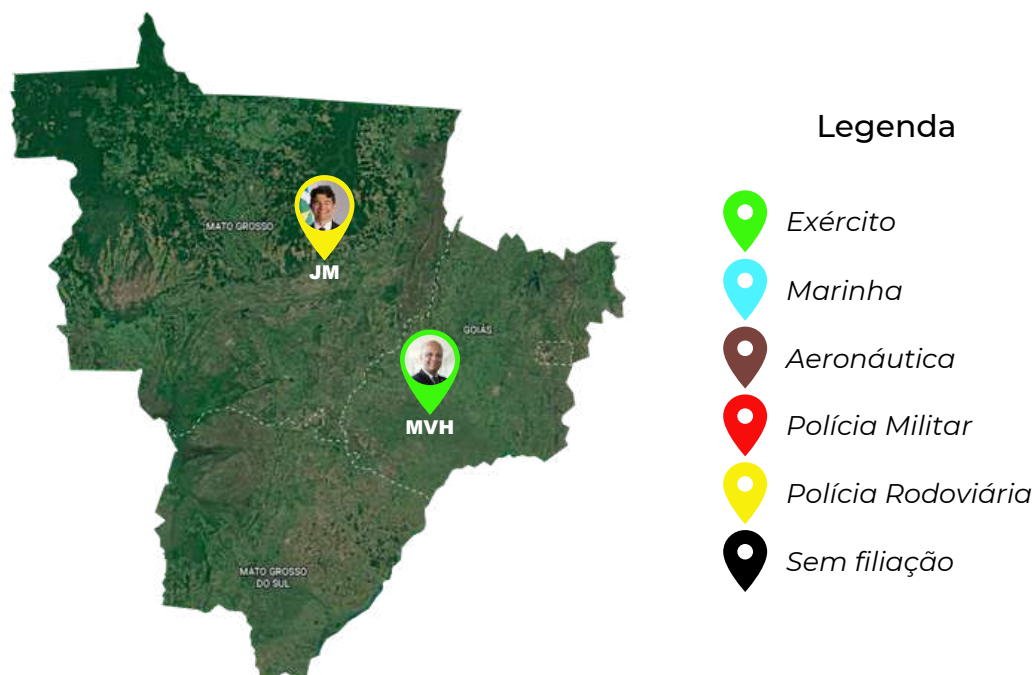 Legenda
MATO GROSSO
JM
GOIÁS
MVH
MATO GROSSO
DO SUL
Exército
Marinha
Aeronáutica
Polícia Militar
Polícia Rodoviária
Sem filiação